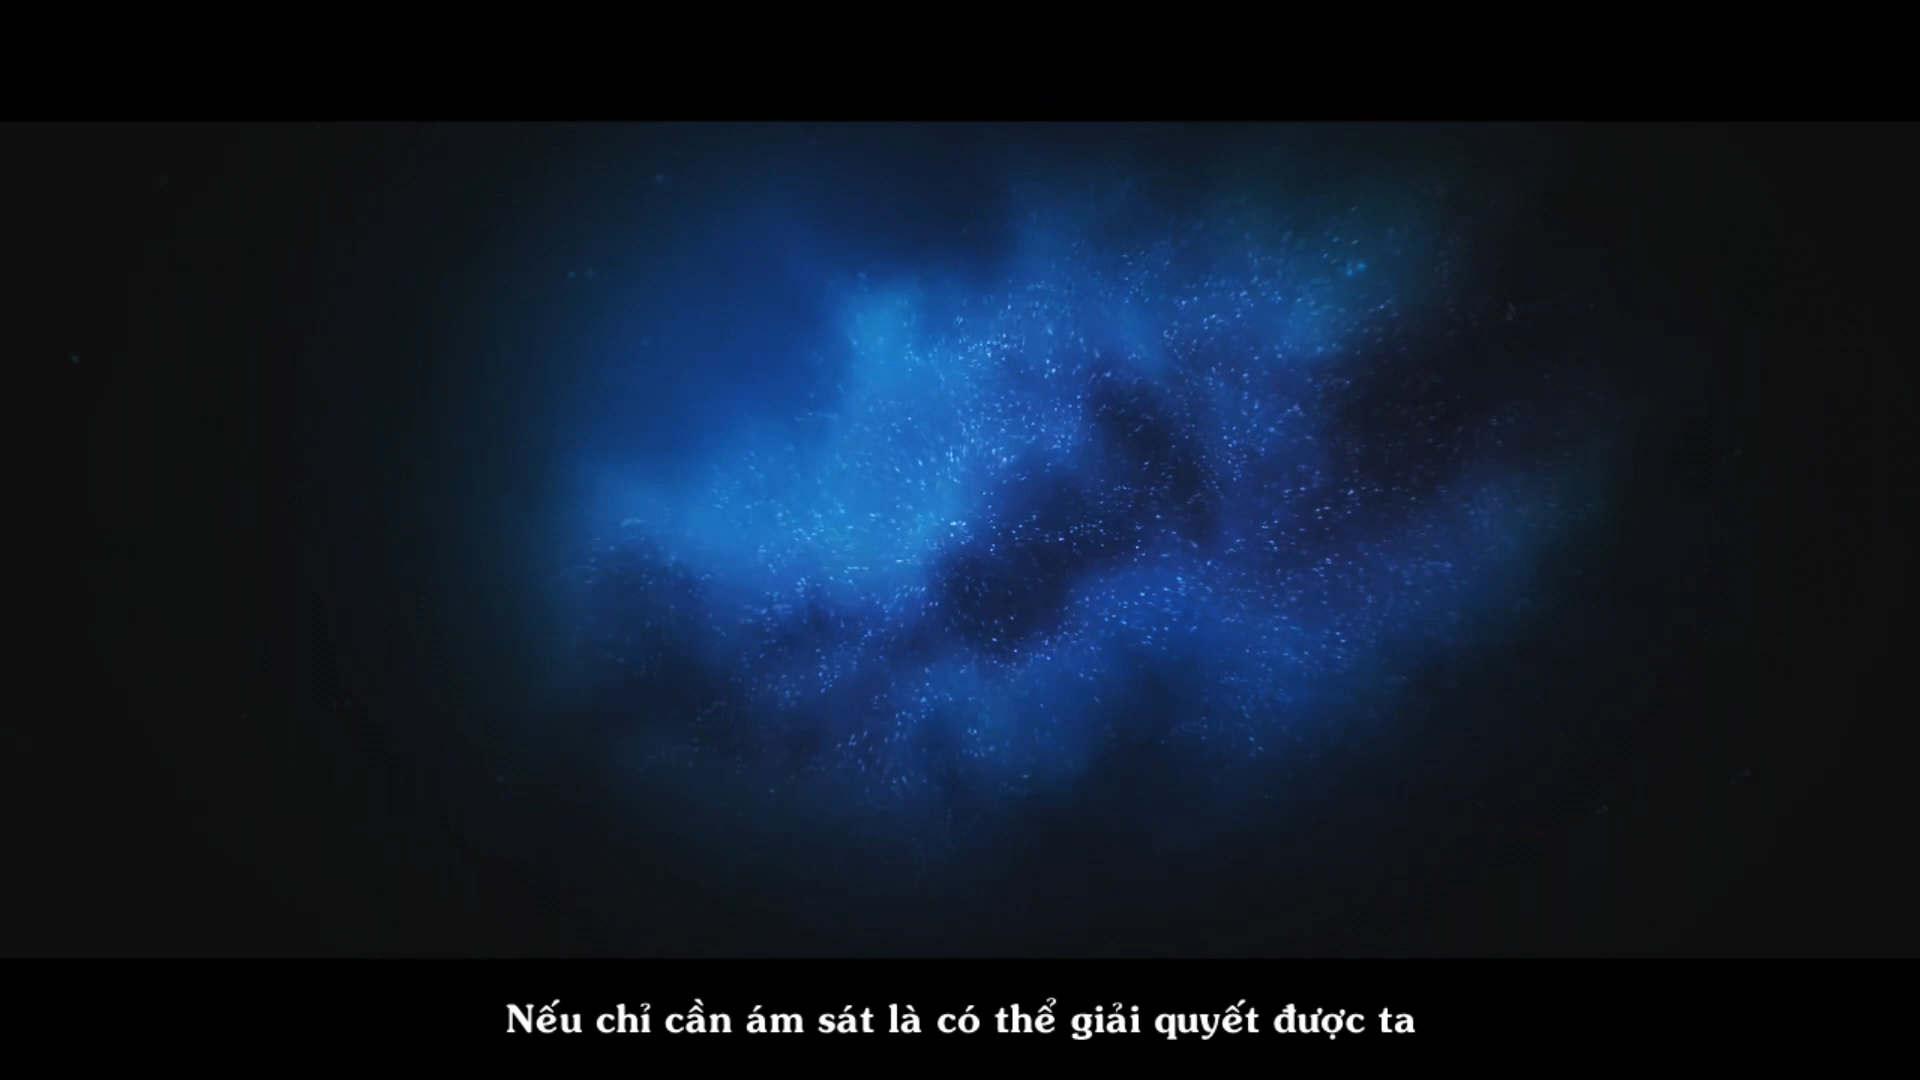 Nếu chỉ cần ám sát là có thể giải quyết được ta